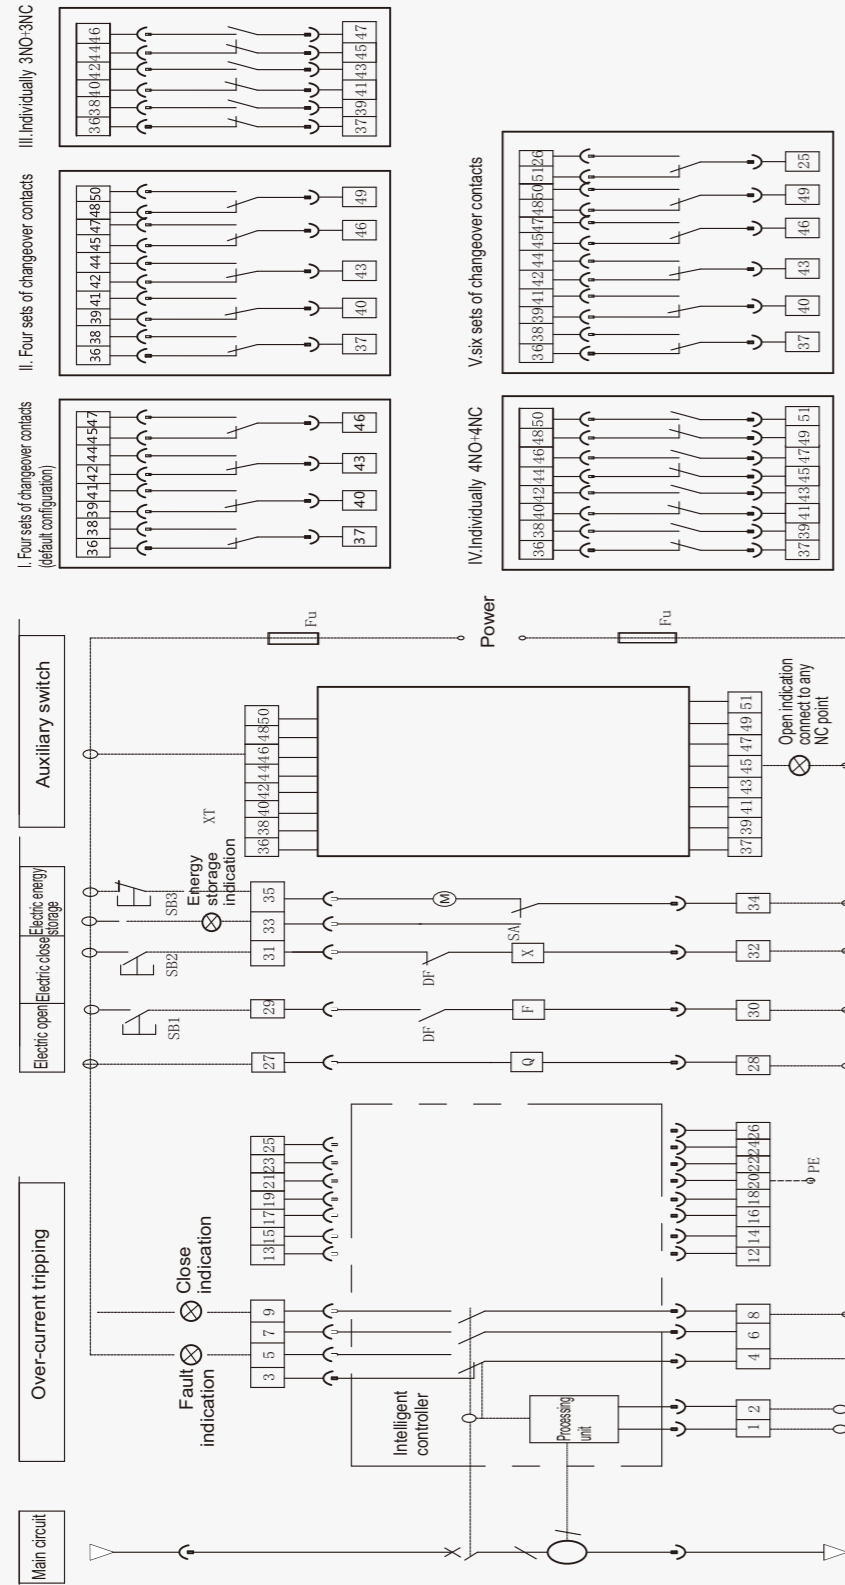 Main circuit
Over-current tripping
Electric open
Electric close
Electric energy
storage
Auxiliary switch
Fault
indication
Close
indication
SB1
SB2
SB3
Energy
storage
indication
XT
3 5 7 9
13 15 17 19 21 23 25
27
29
31 33 35
36 38 40 42 44 46 48 50
Fu
Power
Fu
Intelligent
controller
Processing
unit
DF
DF
SA
M
Q
F
X
1 2
4 6 8
12 14 16 18 20 22 24 26
28
30
32
34
37 39 41 43 45 47 49 51
PE
Open indication
connect to any
NC point
I. Four sets of changeover contacts
(default configuration)
36 38 39 41 42 44 45 47
37 40 43 46
II. Four sets of changeover contacts
36 38 39 41 42 44 45 47 48 50
37 40 43 46 49
III.Individually 3NO+3NC
36 38 40 42 44 46
37 39 41 43 45 47
IV.Individually 4NO+4NC
36 38 40 42 44 46 48 50
37 39 41 43 45 47 49 51
V.six sets of changeover contacts
36 38 39 41 42 44 45 47 48 50 51 26
37 40 43 46 49 25